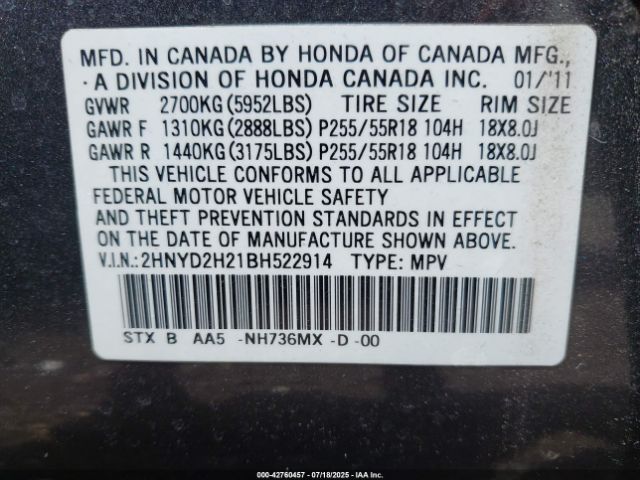 MFD. IN CANADA BY HONDA OF CANADA MFG.,
A DIVISION OF HONDA CANADA INC. 01/'11
GVWR 2700KG(5952LBS) TIRE SIZE RIM SIZE
GAWR F 1310KG(2888LBS) P255/55R18 104H 18X8.0J
GAWR R 1440KG(3175LBS) P255/55R18 104H 18X8.0J
THIS VEHICLE CONFORMS TO ALL APPLICABLE
FEDERAL MOTOR VEHICLE SAFETY
AND THEFT PREVENTION STANDARDS IN EFFECT
ON THE DATE OF MANUFACTURE SHOWN ABOVE.
V.I.N.: 2HNYD2H21BH522914 TYPE: MPV
STX B AA5 -NH736MX -D -00
000-42760457 - 07/18/2025 - IAAI.com